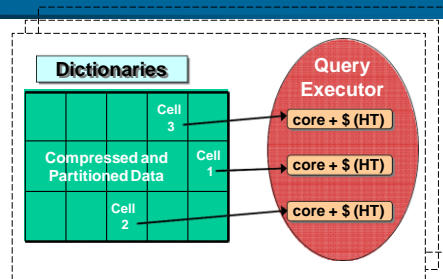 Dictionaries
Query
Executor
Cell
3
core + $ (HT)
Compressed and
Partitioned Data
Cell
1
core + $ (HT)
Cell
2
core + $ (HT)